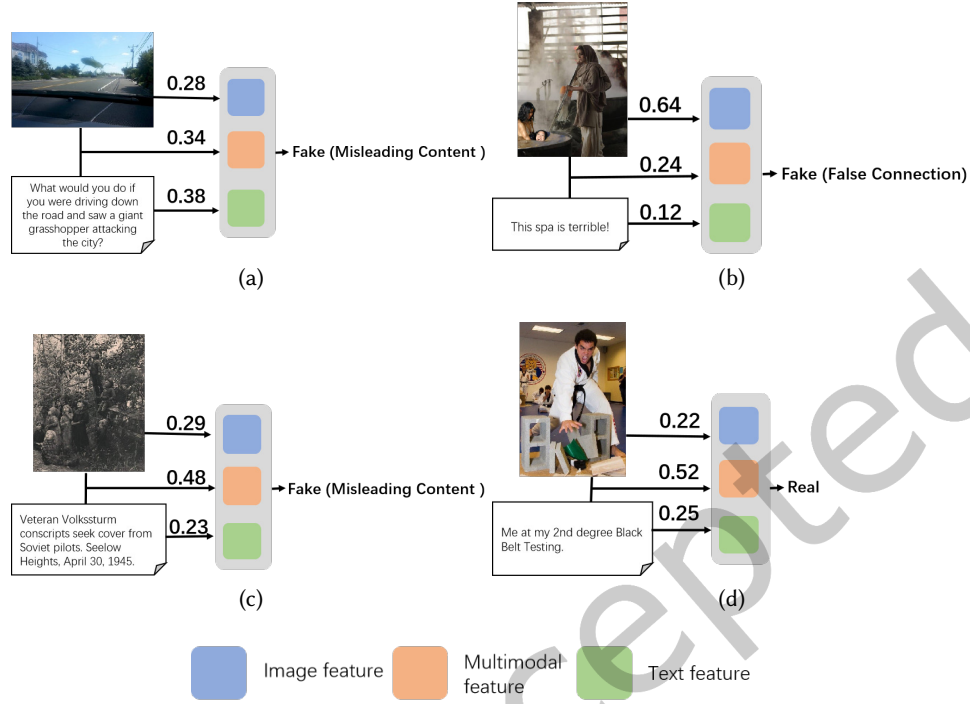 0.28
0.34
What would you do if
you were driving down
the road and saw a giant
grasshopper attacking
the city?
0.38
Fake (Misleading Content )
(a)
0.64
0.24
This spa is terrible!
0.12
Fake (False Connection)
(b)
0.29
0.48
Veteran Volkssturm
conscripts seek cover from
Soviet pilots. Seelow
Heights, April 30, 1945.
0.23
Fake (Misleading Content )
(c)
0.22
0.52
Me at my 2nd degree Black
Belt Testing.
0.25
Real
(d)
Image feature
Multimodal
feature
Text feature
cepted